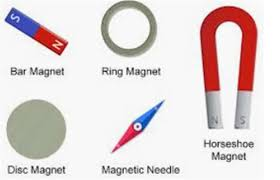 S N
Bar Magnet
Ring Magnet
N S
Horseshoe
Magnet
Disc Magnet
Magnetic Needle